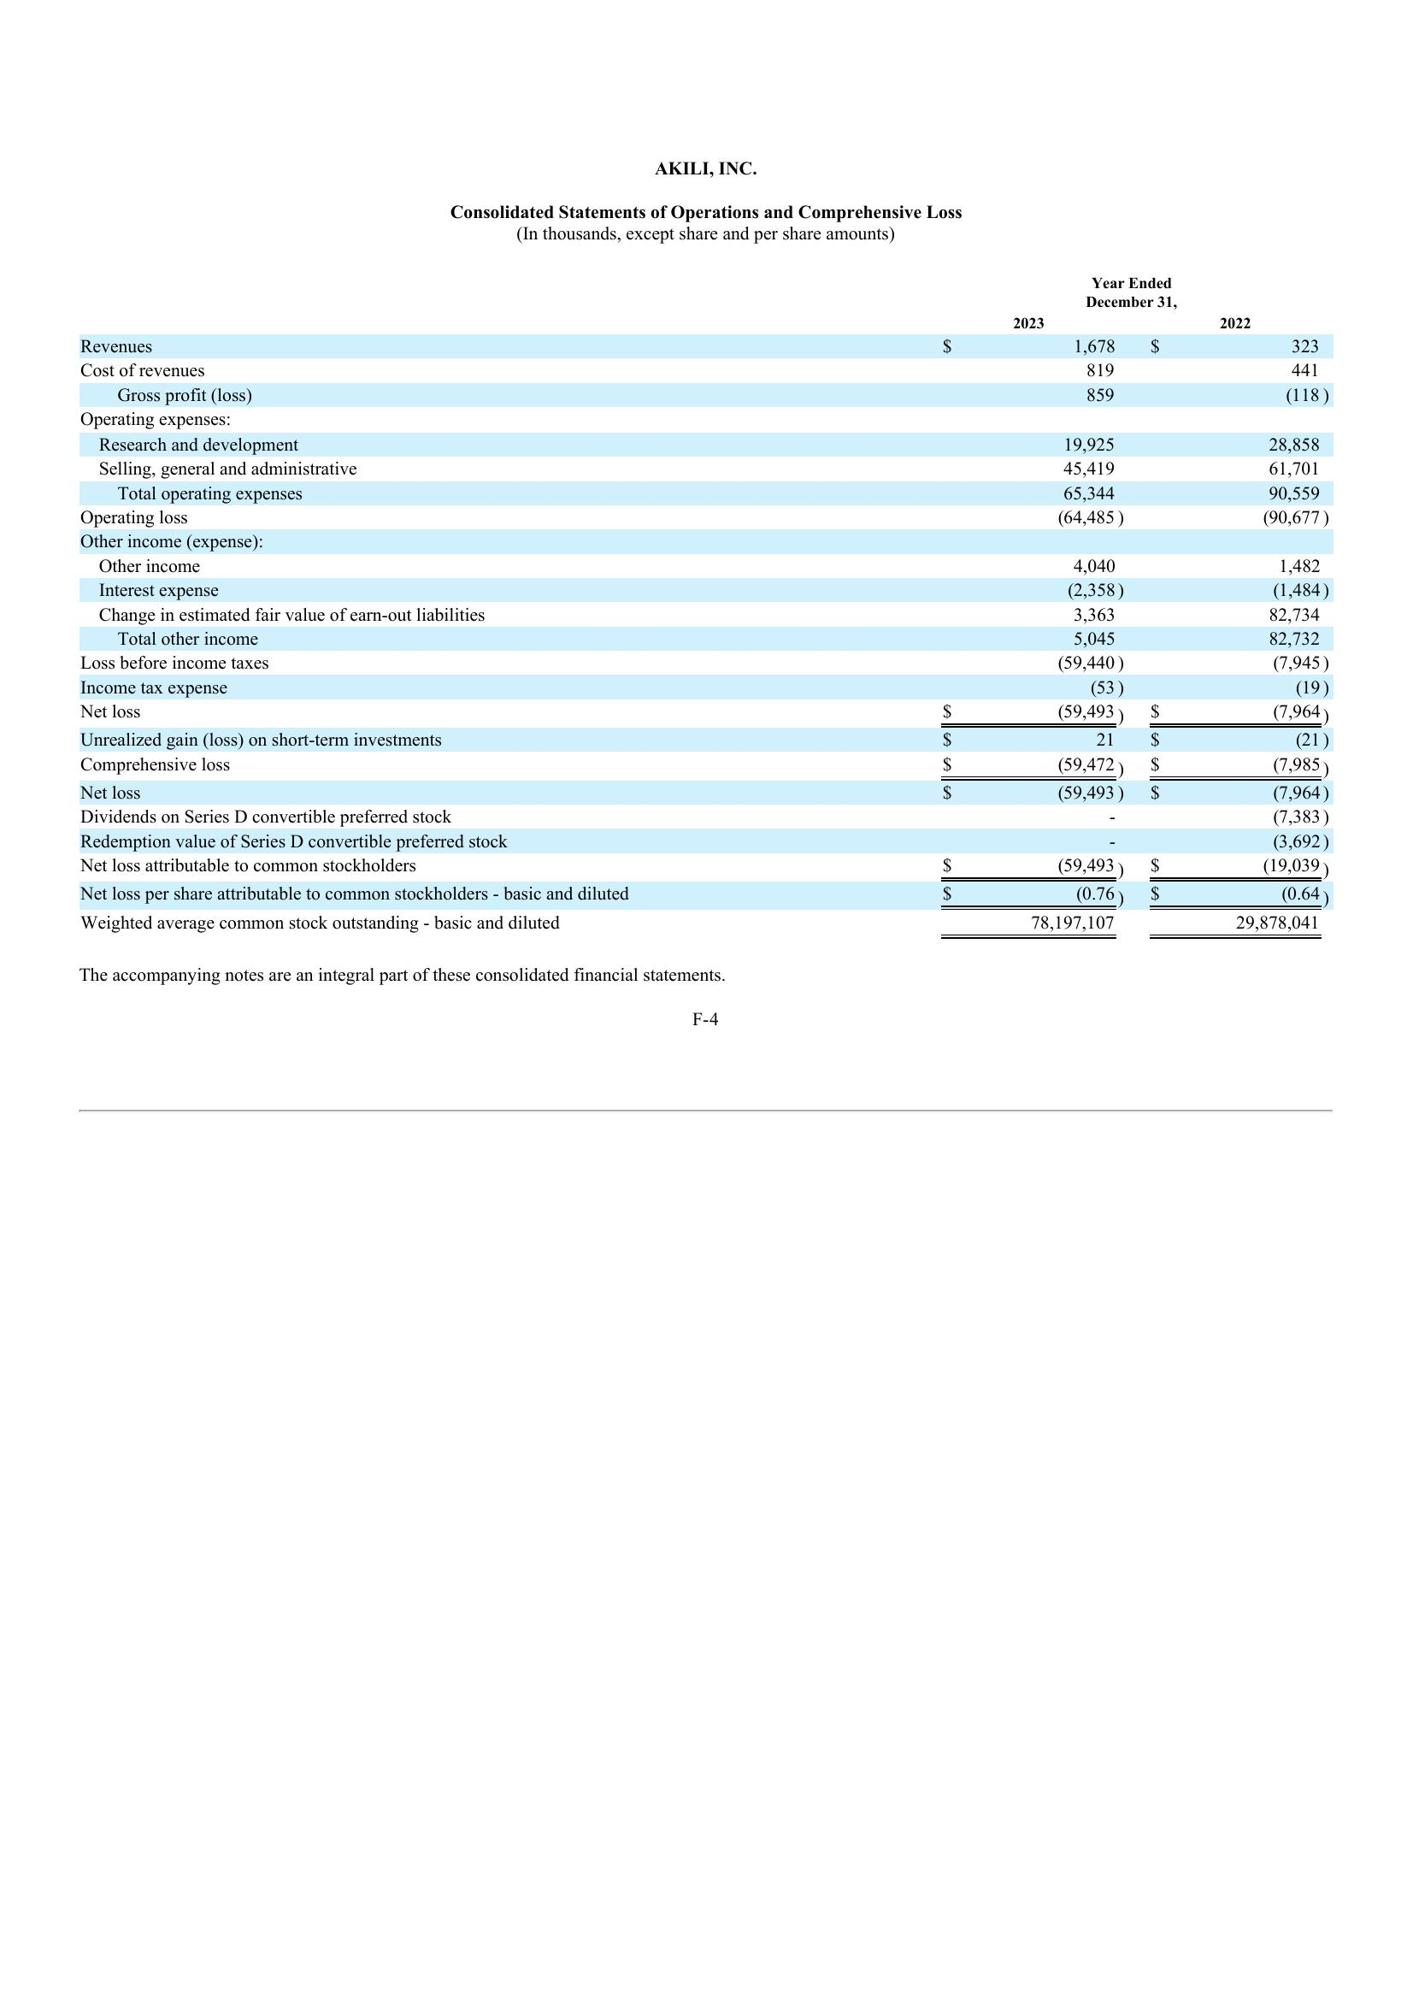 AKILI, INC.
Consolidated Statements of Operations and Comprehensive Loss
(In thousands, except share and per share amounts)
Year Ended
December 31,
2023 2022
Revenues $ 1,678 $ 323
Cost of revenues 819 441
Gross profit (loss) 859 (118)
Operating expenses:
Research and development 19,925 28,858
Selling, general and administrative 45,419 61,701
Total operating expenses 65,344 90,559
Operating loss (64,485) (90,677)
Other income (expense):
Other income 4,040 1,482
Interest expense (2,358) (1,484)
Change in estimated fair value of earn-out liabilities 3,363 82,734
Total other income 5,045 82,732
Loss before income taxes (59,440) (7,945)
Income tax expense (53) (19)
Net loss $ (59,493) $ (7,964)
Unrealized gain (loss) on short-term investments $ 21 $ (21)
Comprehensive loss $ (59,472) $ (7,985)
Net loss $ (59,493) $ (7,964)
Dividends on Series D convertible preferred stock - (7,383)
Redemption value of Series D convertible preferred stock - (3,692)
Net loss attributable to common stockholders $ (59,493) $ (19,039)
Net loss per share attributable to common stockholders - basic and diluted $ (0.76) $ (0.64)
Weighted average common stock outstanding - basic and diluted 78,197,107 29,878,041
The accompanying notes are an integral part of these consolidated financial statements.
F-4